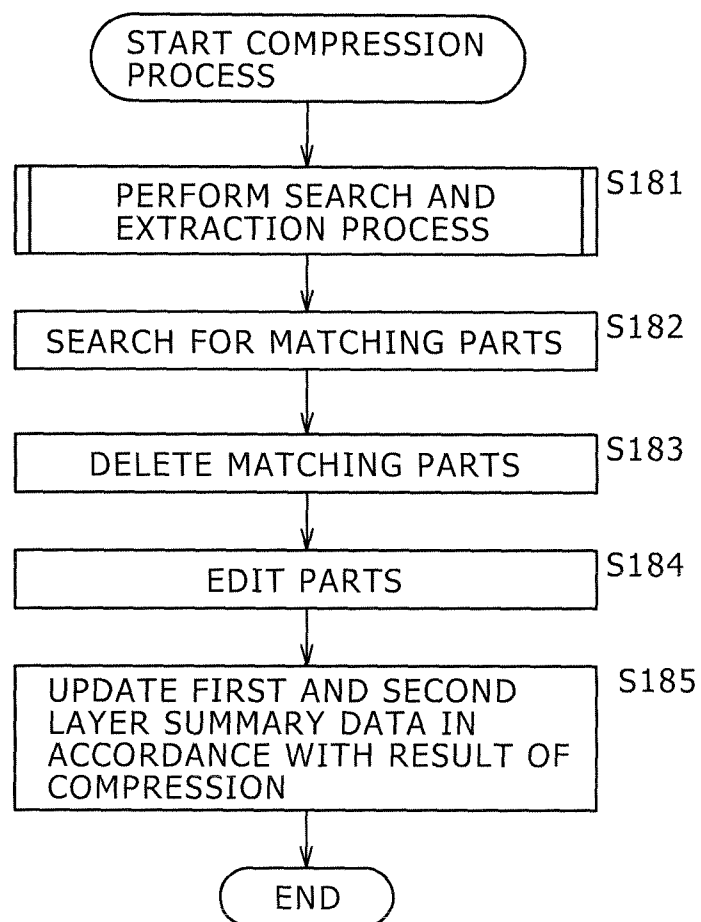 START COMPRESSION
PROCESS
PERFORM SEARCH AND
EXTRACTION PROCESS
S181
SEARCH FOR MATCHING PARTS
S182
DELETE MATCHING PARTS
S183
EDIT PARTS
S184
UPDATE FIRST AND SECOND
LAYER SUMMARY DATA IN
ACCORDANCE WITH RESULT OF
COMPRESSION
S185
END